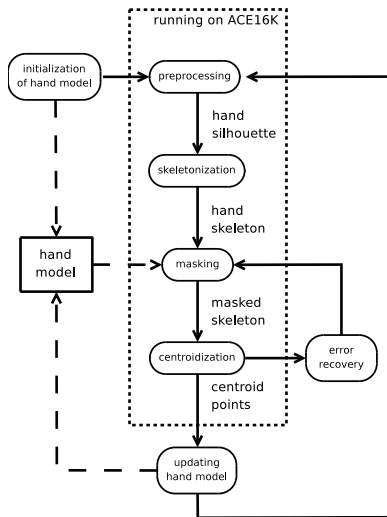 running on ACE16K
initialization
of hand model
preprocessing
hand
silhouette
skeletonization
hand
skeleton
hand
model
masking
masked
skeleton
centroidization
error
recovery
centroid
points
updating
hand model